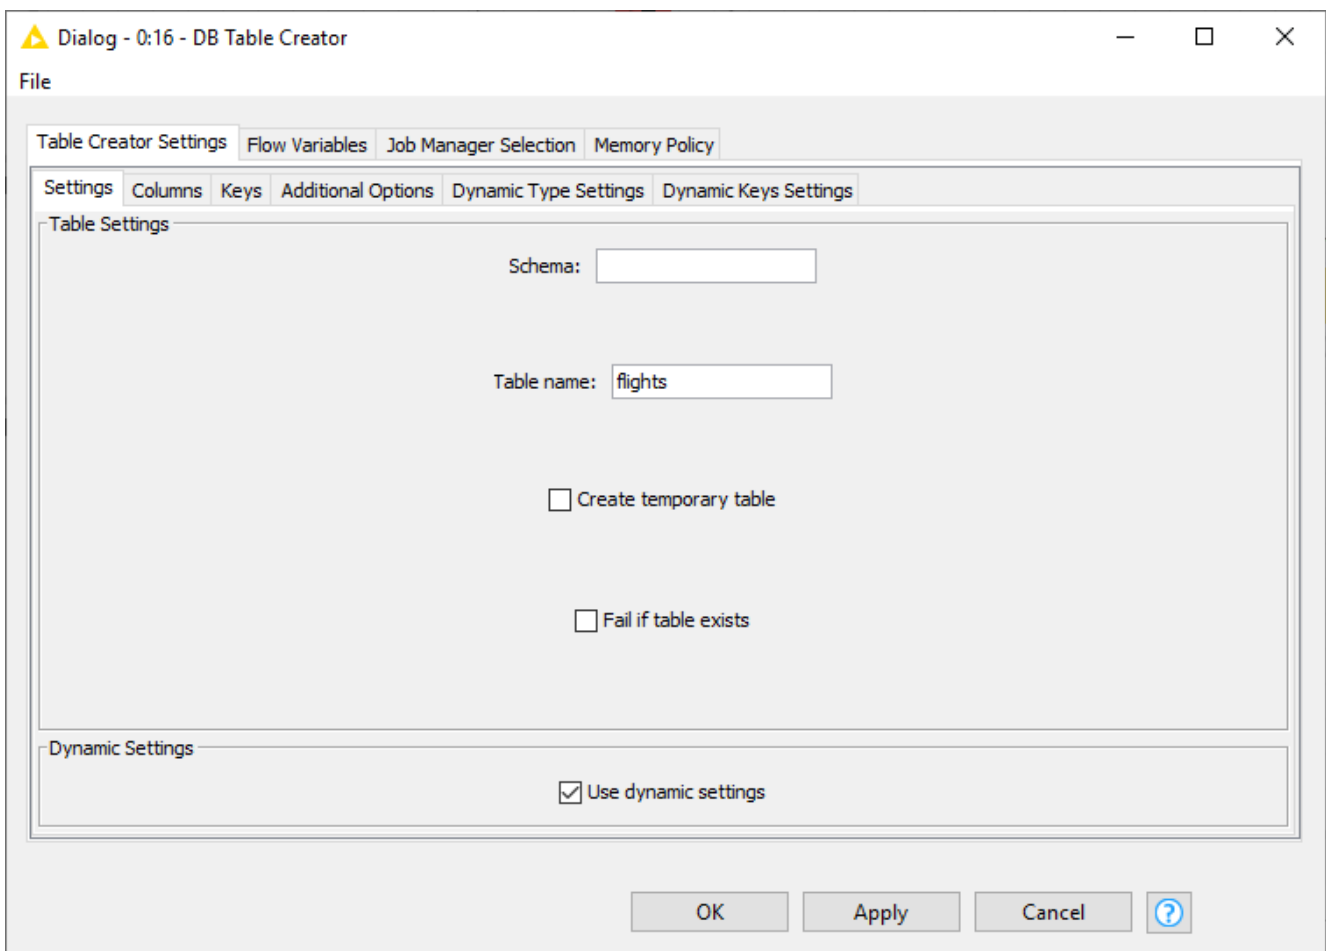 Dialog - 0:16 - DB Table Creator
File
Table Creator Settings Flow Variables Job Manager Selection Memory Policy
Settings Columns Keys Additional Options Dynamic Type Settings Dynamic Keys Settings
Table Settings
Schema:
Table name: flights
Create temporary table
Fail if table exists
Dynamic Settings
Use dynamic settings
OK Apply Cancel ?